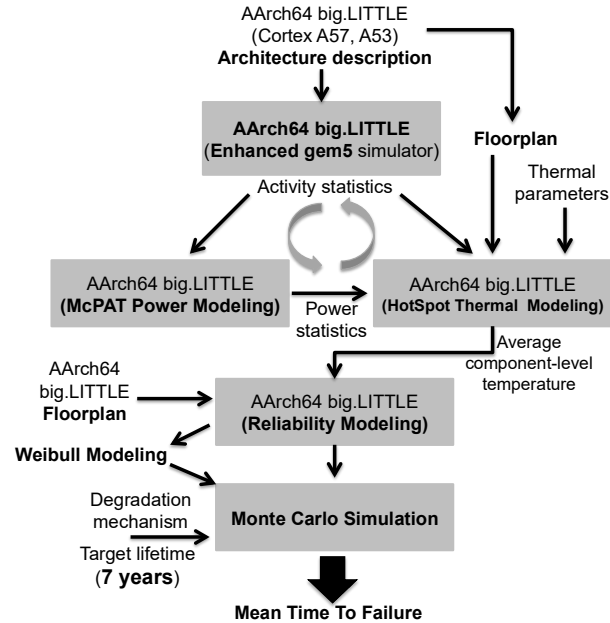 AArch64 big.LITTLE
(Cortex A57, A53)
Architecture description
AArch64 big.LITTLE
(Enhanced gem5 simulator)
Floorplan
Thermal
parameters
Activity statistics
AArch64 big.LITTLE
(McPAT Power Modeling)
Power
statistics
AArch64 big.LITTLE
(HotSpot Thermal Modeling)
Average
component-level
temperature
AArch64
big.LITTLE
Floorplan
AArch64 big.LITTLE
(Reliability Modeling)
Weibull Modeling
Degradation
mechanism
Target lifetime
(7 years)
Monte Carlo Simulation
Mean Time To Failure